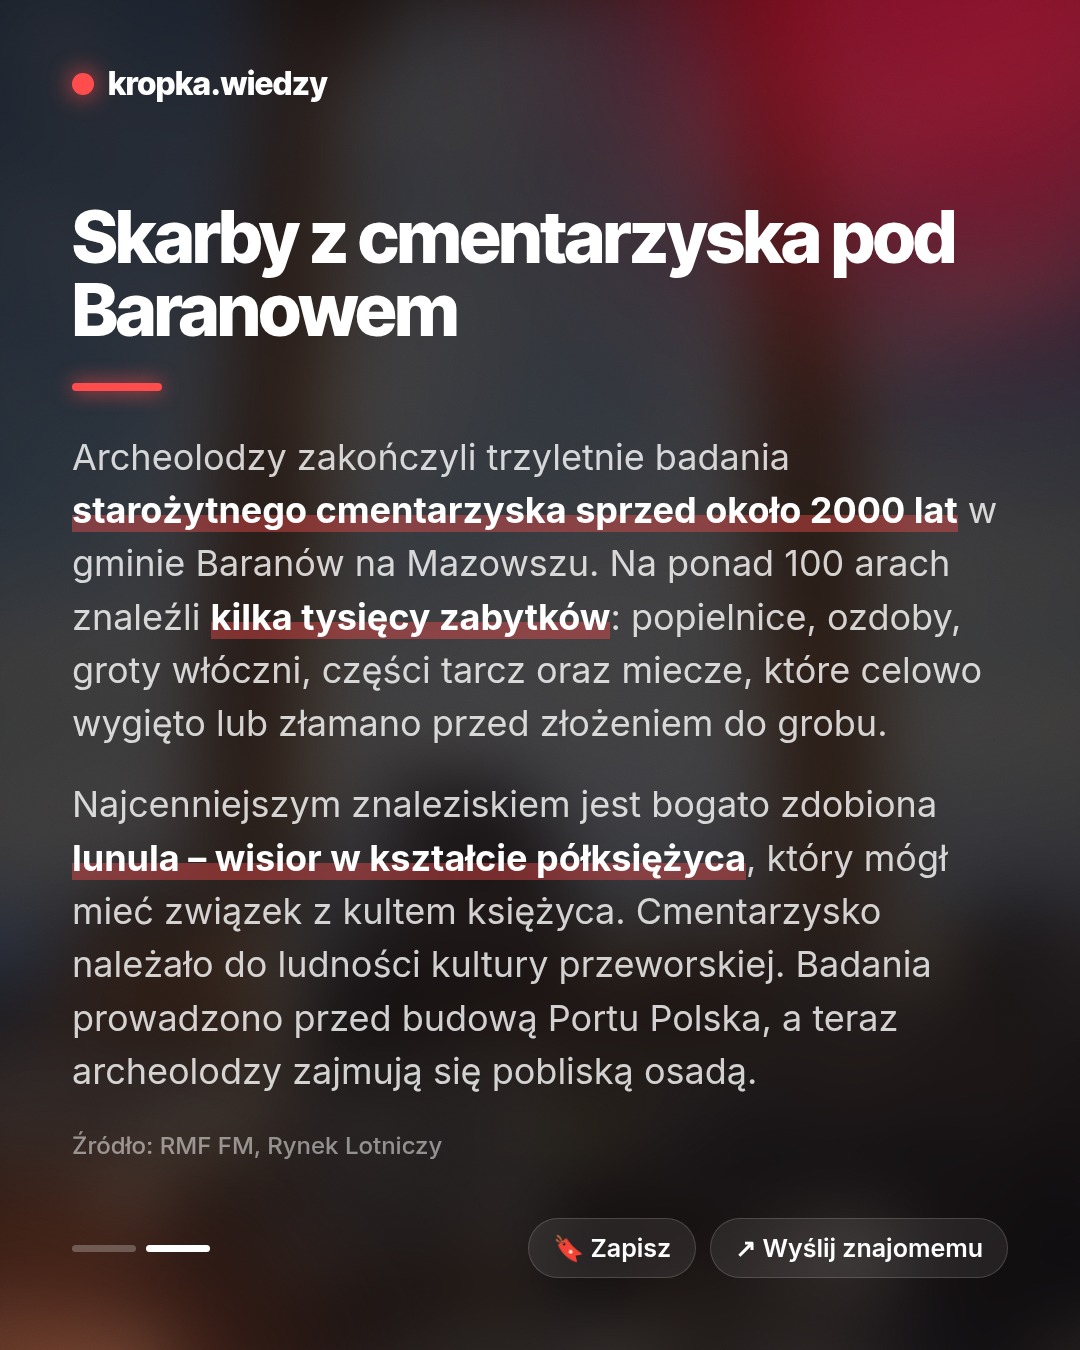 kropka.wiedzy
Skarby z cmentarzyska pod
Baranowem
Archeolodzy zakończyli trzyletnie badania
starożytnego cmentarzyska sprzed około 2000 lat w
gminie Baranów na Mazowszu. Na ponad 100 arach
znaleźli kilka tysięcy zabytków: popielnice, ozdoby,
groty włóczni, części tarcz oraz miecze, które celowo
wygięto lub złamano przed złożeniem do grobu.
Najcenniejszym znaleziskiem jest bogato zdobiona
lunula – wisior w kształcie półksiężyca, który mógł
mieć związek z kultem księżyca. Cmentarzysko
należało do ludności kultury przeworskiej. Badania
prowadzono przed budową Portu Polska, a teraz
archeolodzy zajmują się pobliską osadą.
Źródło: RMF FM, Rynek Lotniczy
🔖 Zapisz
↗ Wyślij znajomemu